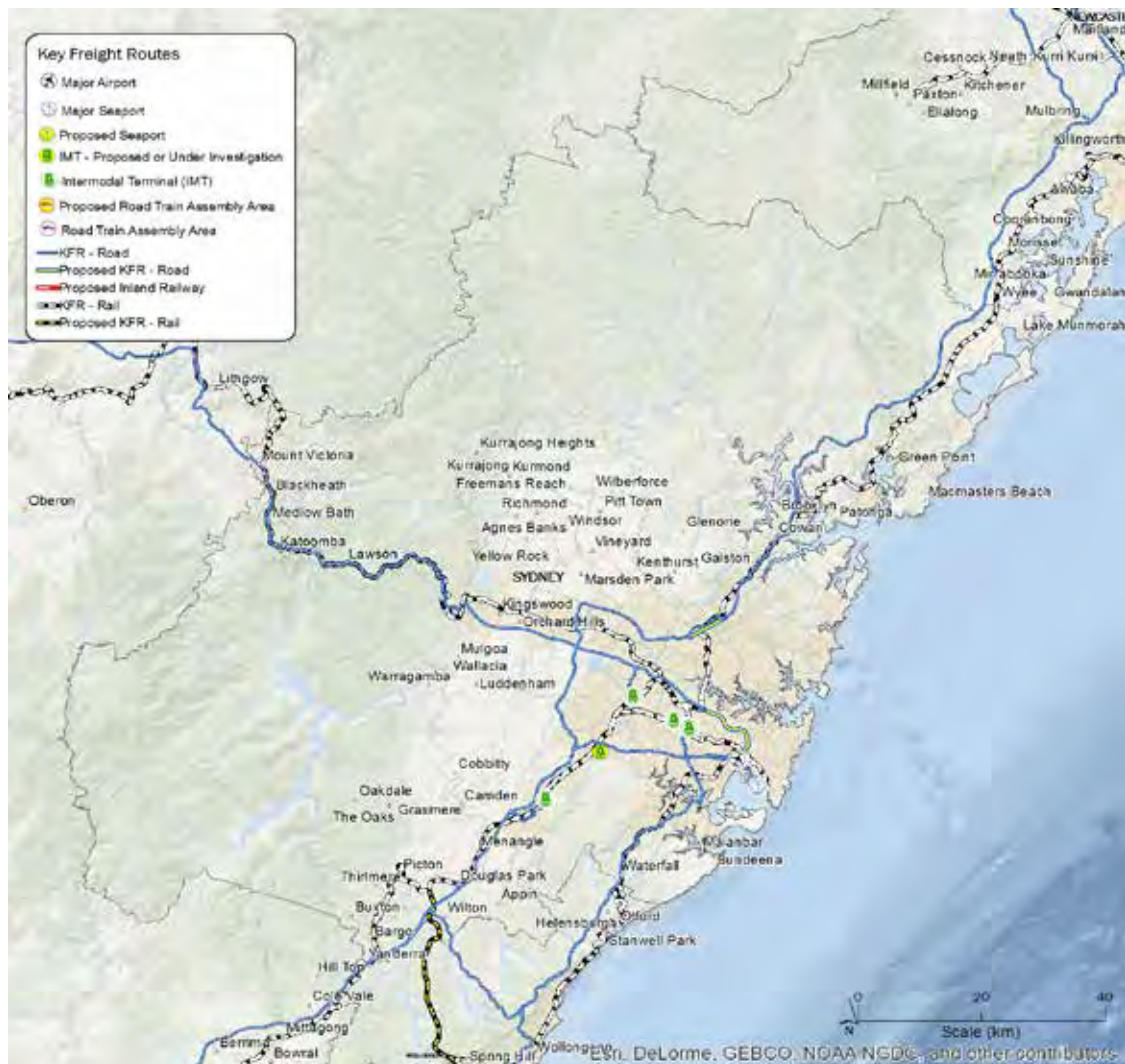 Key Freight Routes
Major Airport
Major Seaport
Proposed Seaport
IMT - Proposed or Under Investigation
Intermodal Terminal (IMT)
Proposed Road Train Assembly Area
Road Train Assembly Area
KFR - Road
Proposed KFR - Road
Proposed Inland Railway
KFR - Rail
Proposed KFR - Rail
Maitland
Cessnock Neath Kurri Kurri
Millfield
Paxton
Kitchener
Ellalong
Mulbring
Killingworth
Awaba
Cooranbong
Morisset
Sunshine
Mirrabooka
Wyee
Lake Munmorah
Lithgow
Mount Victoria
Blackheath
Medlow Bath
Katoomba
Lawson
Oberon
Kurrajong Heights
Kurrajong Kurmond
Freemans Reach
Wilberforce
Richmond
Pitt Town
Agnes Banks
Windsor
Glenorie
Vineyard
Yellow Rock
Kenthurst
Galston
SYDNEY
Marsden Park
Green Point
Macmasters Beach
Brooklyn
Patonga
Cowan
Kingswood
Orchard Hills
Mulgoa
Wallacia
Warragamba
Luddenham
Cobbitty
Oakdale
Camden
Grasmere
The Oaks
Menangle
Malanbar
Bundeena
Picton
Thirlmere
Douglas Park
Waterfall
Appin
Buxton
Wilton
Helensburgh
Otford
Bargo
Stanwell Park
Yanderra
Hill Top
Colo Vale
Mittagong
Berrima
Bowral
Spring Hill
Wollongong
0 20 40
N
Scale (km)
Esri, DeLorme, GEBCO, NOAA NGDC, and other contributors